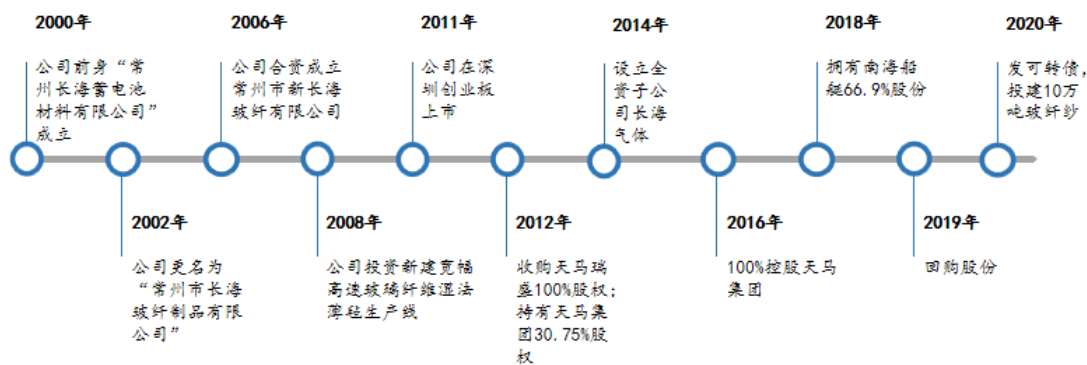 2000年
公司前身“常
州长海蓄电池
材料有限公司”
成立
2002年
公司更名为
“常州市长海
玻纤制品有限
公司”
2006年
公司合资成立
常州市新长海
玻纤有限公司
2008年
公司投资新建宽幅
高速玻璃纤维湿法
薄毡生产线
2011年
公司在深
圳创业板
上市
2012年
收购天马瑞
盛100%股权；
持有天马集
团30.75%股
权
2014年
设立全
资子公
司长海
气体
2016年
100%控股天马
集团
2018年
拥有南海船
艇66.9%股份
2019年
回购股份
2020年
发可转债，
投建10万
吨玻纤纱